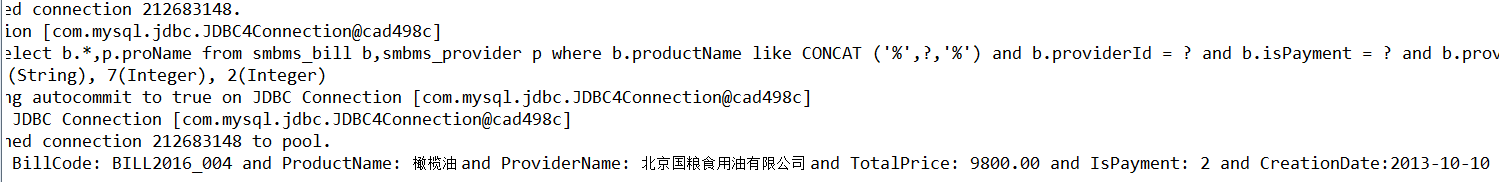 ed connection 212683148.
ion [com.mysql.jdbc.JDBC4Connection@cad498c]
elect b.*,p.proName from smbms_bill b,smbms_provider p where b.productName like CONCAT ('%',?,'%') and b.providerId = ? and b.isPayment = ? and b.prov
(String), 7(Integer), 2(Integer)
ng autocommit to true on JDBC Connection [com.mysql.jdbc.JDBC4Connection@cad498c]
JDBC Connection [com.mysql.jdbc.JDBC4Connection@cad498c]
ned connection 212683148 to pool.
BillCode: BILL2016_004 and ProductName: 橄榄油 and ProviderName: 北京国粮食用油有限公司 and TotalPrice: 9800.00 and IsPayment: 2 and CreationDate:2013-10-10